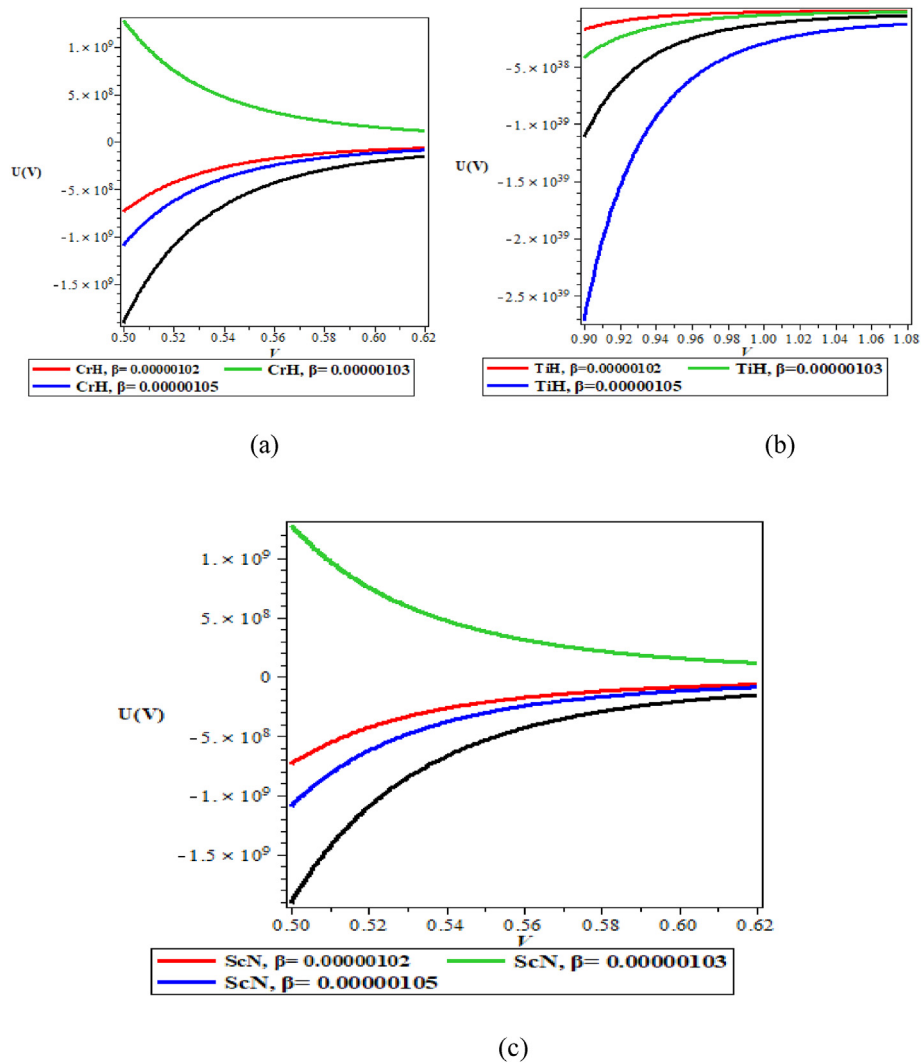 1. × 10⁹
5. × 10⁸
0
U(V)
-5. × 10⁸
-1. × 10⁹
-1.5 × 10⁹
0.50 0.52 0.54 0.56 0.58 0.60 0.62
V
CrH, β= 0.00000102 CrH, β= 0.00000103
CrH, β= 0.00000105
(a)
-5. × 10³⁸
-1. × 10³⁹
U(V)
-1.5 × 10³⁹
-2. × 10³⁹
-2.5 × 10³⁹
0.90 0.92 0.94 0.96 0.98 1.00 1.02 1.04 1.06 1.08
V
TiH, β=0.00000102 TiH, β=0.00000103
TiH, β=0.00000105
(b)
1. × 10⁹
5. × 10⁸
0
U(V)
-5. × 10⁸
-1. × 10⁹
-1.5 × 10⁹
0.50 0.52 0.54 0.56 0.58 0.60 0.62
V
ScN, β= 0.00000102 ScN, β= 0.00000103
ScN, β= 0.00000105
(c)